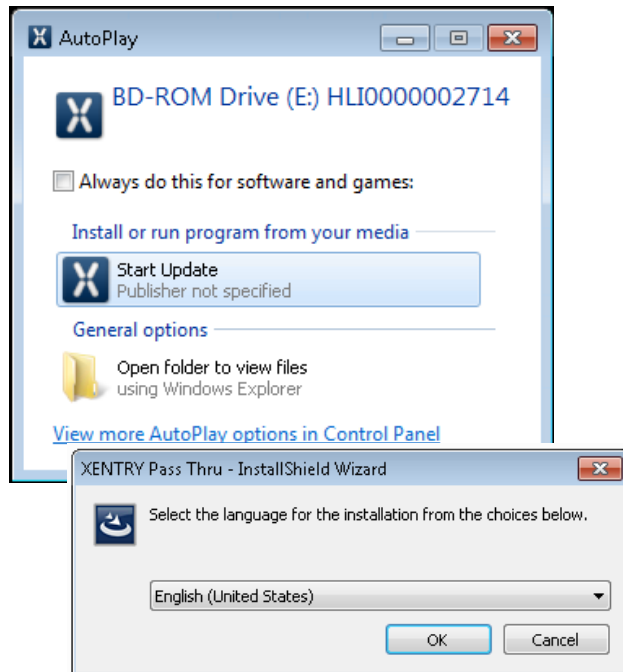 AutoPlay
BD-ROM Drive (E:) HLI0000002714
Always do this for software and games:
Install or run program from your media
Start Update
Publisher not specified
General options
Open folder to view files
using Windows Explorer
View more AutoPlay options in Control Panel
XENTRY Pass Thru - InstallShield Wizard
Select the language for the installation from the choices below.
English (United States)
OK Cancel